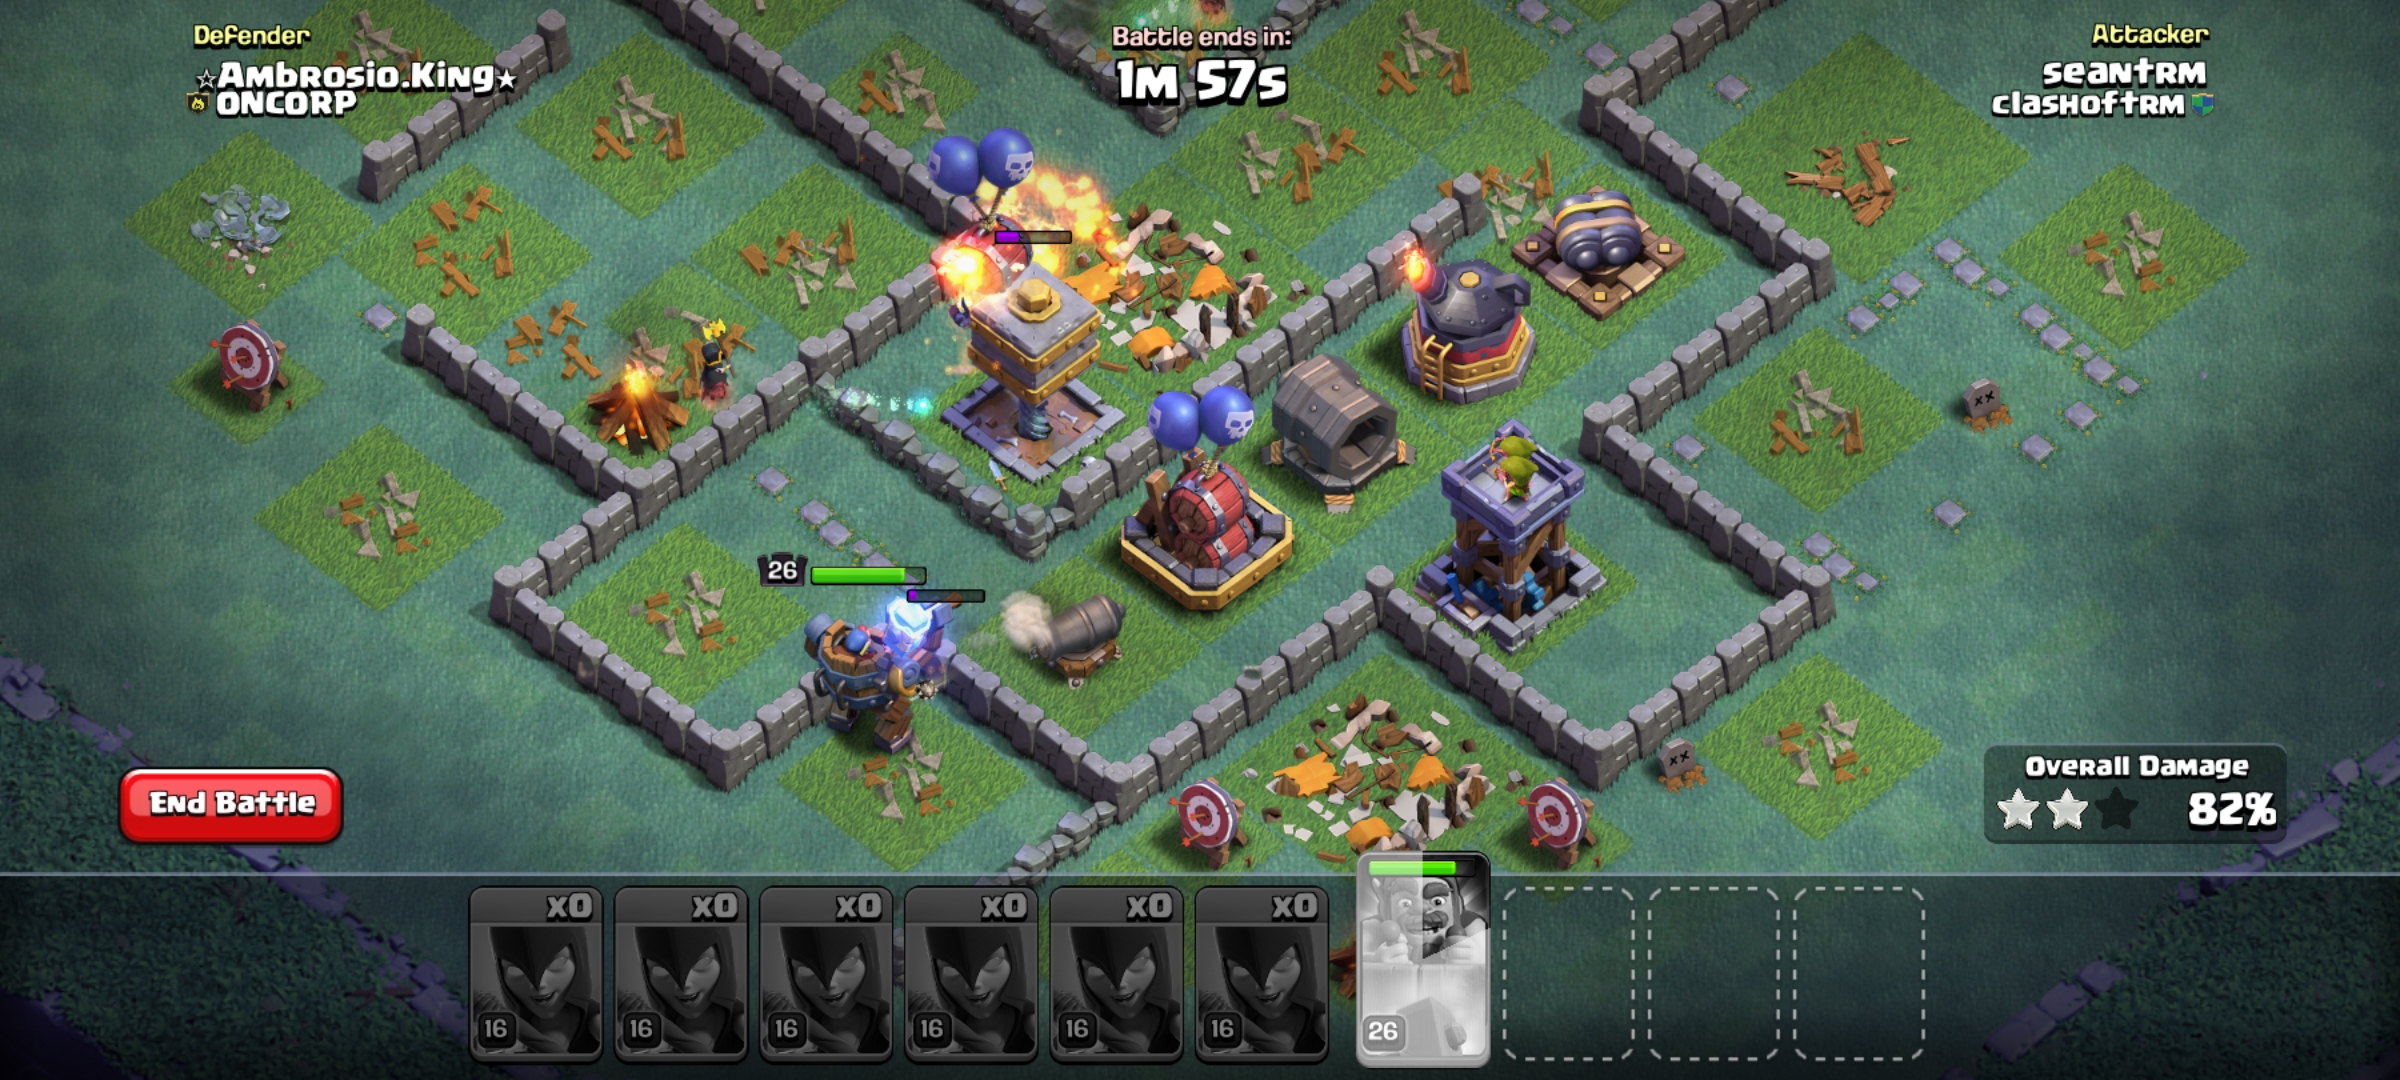 Defender
☆Ambrosio.King★
ONCORP
Battle ends in:
1M 57s
Attacker
seantRM
clashoftRM
26
End Battle
Overall Damage
82%
x0
x0
x0
x0
x0
x0
16
16
16
16
16
16
26